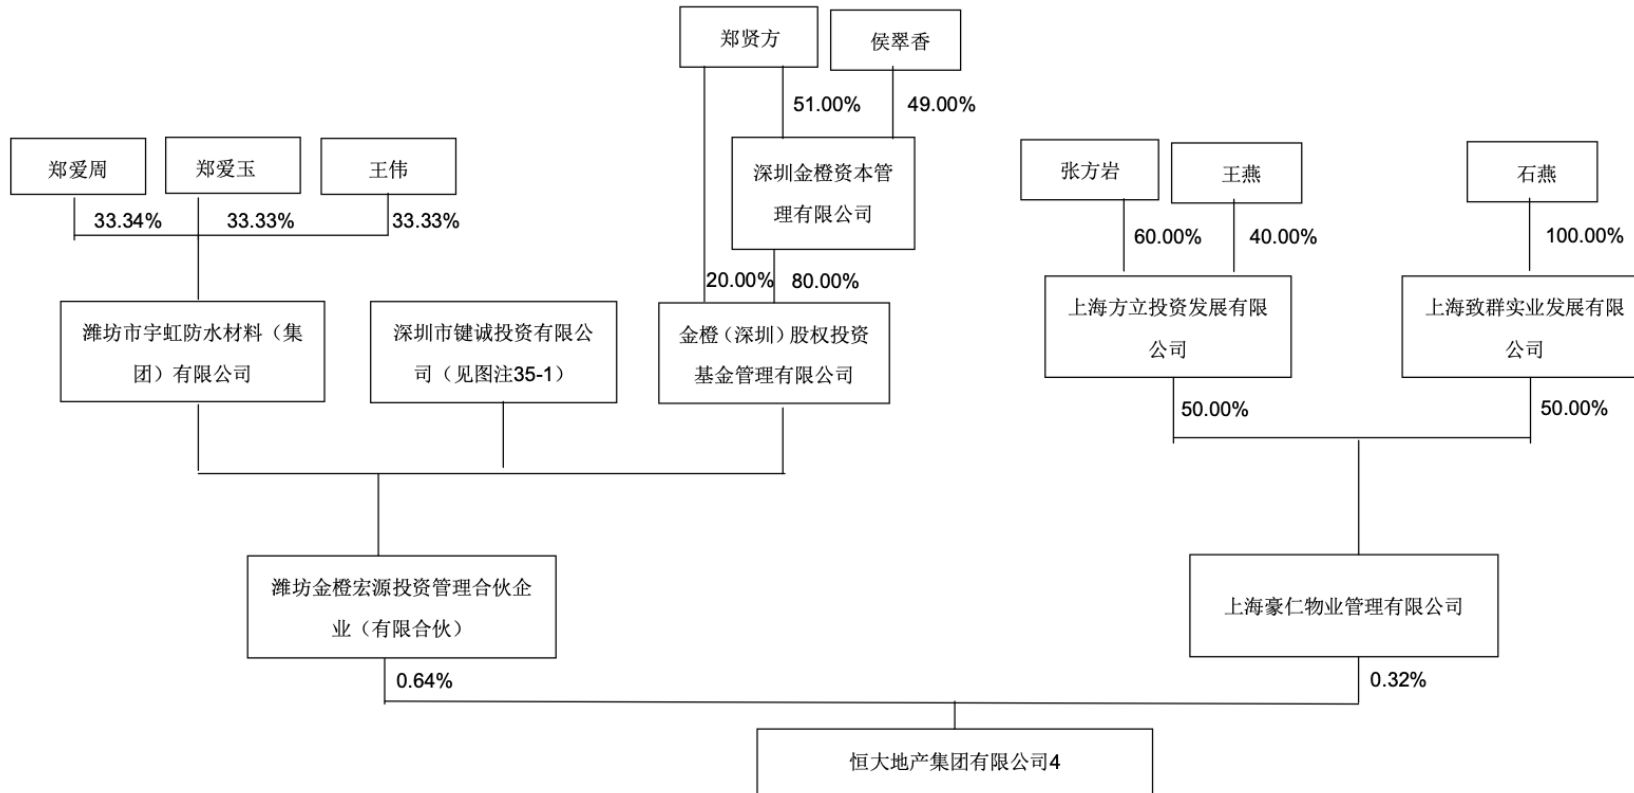 郑贤方
侯翠香
51.00%
49.00%
郑爱周
郑爱玉
王伟
深圳金橙资本管
理有限公司
张方岩
王燕
石燕
33.34%
33.33%
33.33%
60.00%
40.00%
100.00%
20.00%
80.00%
潍坊市宇虹防水材料（集
团）有限公司
深圳市键诚投资有限公
司（见图注35-1）
金橙（深圳）股权投资
基金管理有限公司
上海方立投资发展有限
公司
上海致群实业发展有限
公司
50.00%
50.00%
潍坊金橙宏源投资管理合伙企
业（有限合伙）
上海豪仁物业管理有限公司
0.64%
0.32%
恒大地产集团有限公司4